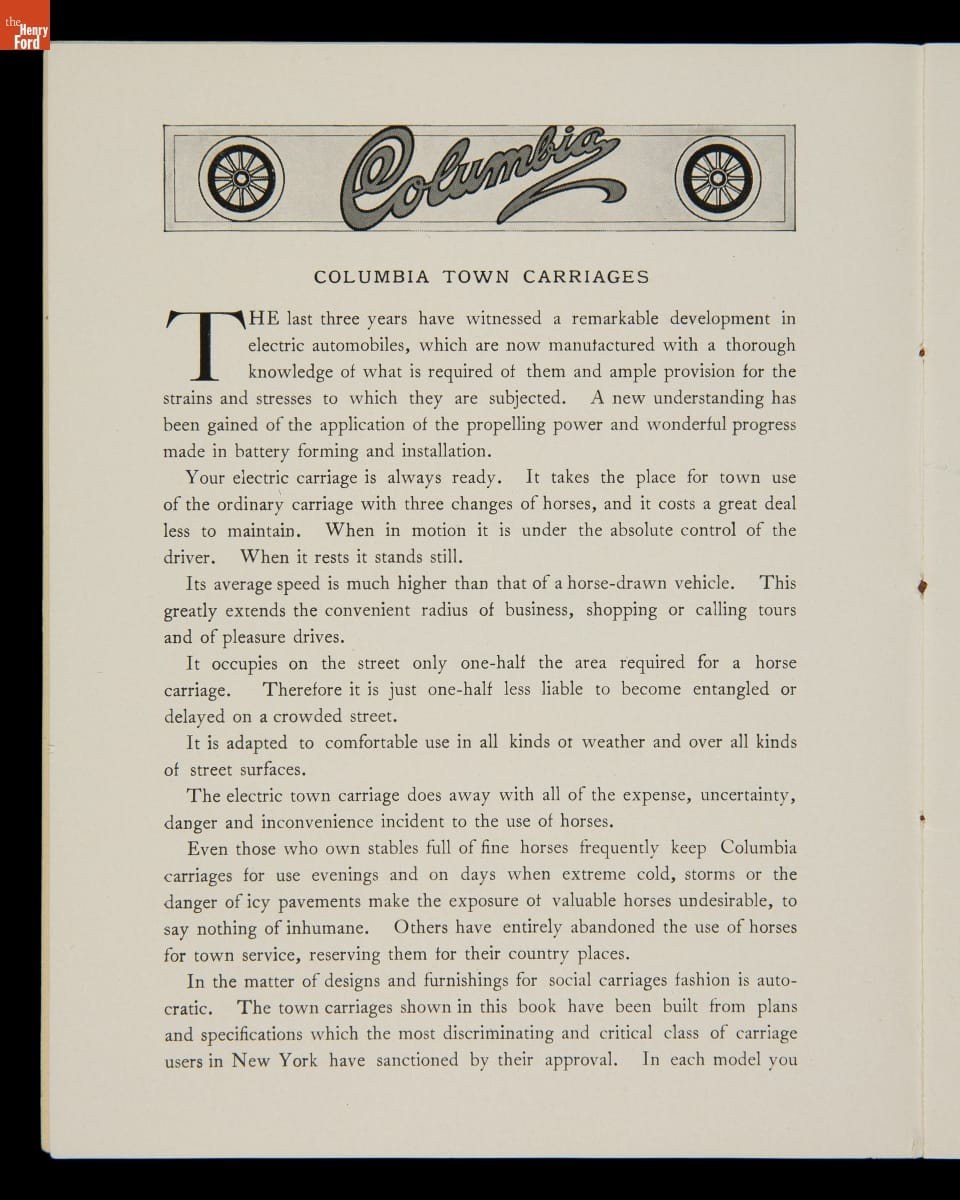 the
Henry
Ford
Columbia
COLUMBIA TOWN CARRIAGES
THE last three years have witnessed a remarkable development in
electric automobiles, which are now manufactured with a thorough
knowledge of what is required of them and ample provision for the
strains and stresses to which they are subjected. A new understanding has
been gained of the application of the propelling power and wonderful progress
made in battery forming and installation.
Your electric carriage is always ready. It takes the place for town use
of the ordinary carriage with three changes of horses, and it costs a great deal
less to maintain. When in motion it is under the absolute control of the
driver. When it rests it stands still.
Its average speed is much higher than that of a horse-drawn vehicle. This
greatly extends the convenient radius of business, shopping or calling tours
and of pleasure drives.
It occupies on the street only one-half the area required for a horse
carriage. Therefore it is just one-half less liable to become entangled or
delayed on a crowded street.
It is adapted to comfortable use in all kinds of weather and over all kinds
of street surfaces.
The electric town carriage does away with all of the expense, uncertainty,
danger and inconvenience incident to the use of horses.
Even those who own stables full of fine horses frequently keep Columbia
carriages for use evenings and on days when extreme cold, storms or the
danger of icy pavements make the exposure of valuable horses undesirable, to
say nothing of inhumane. Others have entirely abandoned the use of horses
for town service, reserving them for their country places.
In the matter of designs and furnishings for social carriages fashion is auto-
cratic. The town carriages shown in this book have been built from plans
and specifications which the most discriminating and critical class of carriage
users in New York have sanctioned by their approval. In each model you